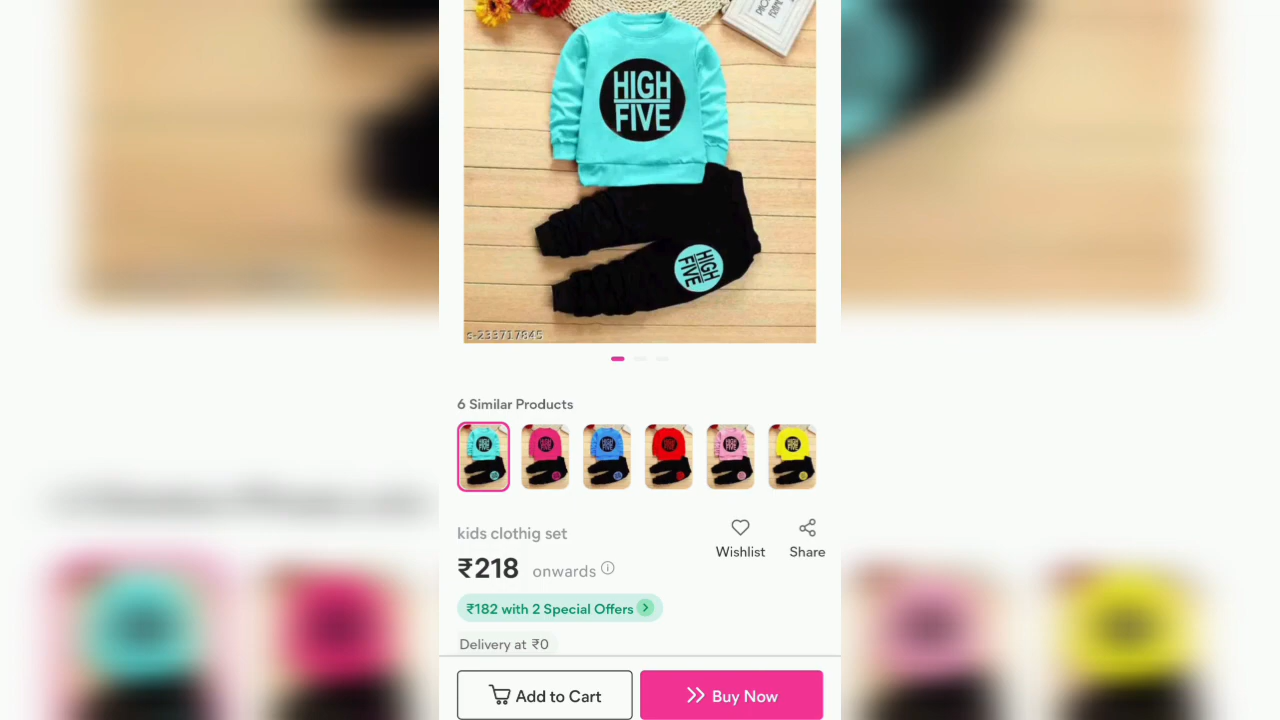 HIGH
FIVE
HIGH
FIVE
c-233717845
6 Similar Products
kids clothig set
Wishlist
Share
₹218 onwards
₹182 with 2 Special Offers
Delivery at ₹0
Add to Cart
Buy Now